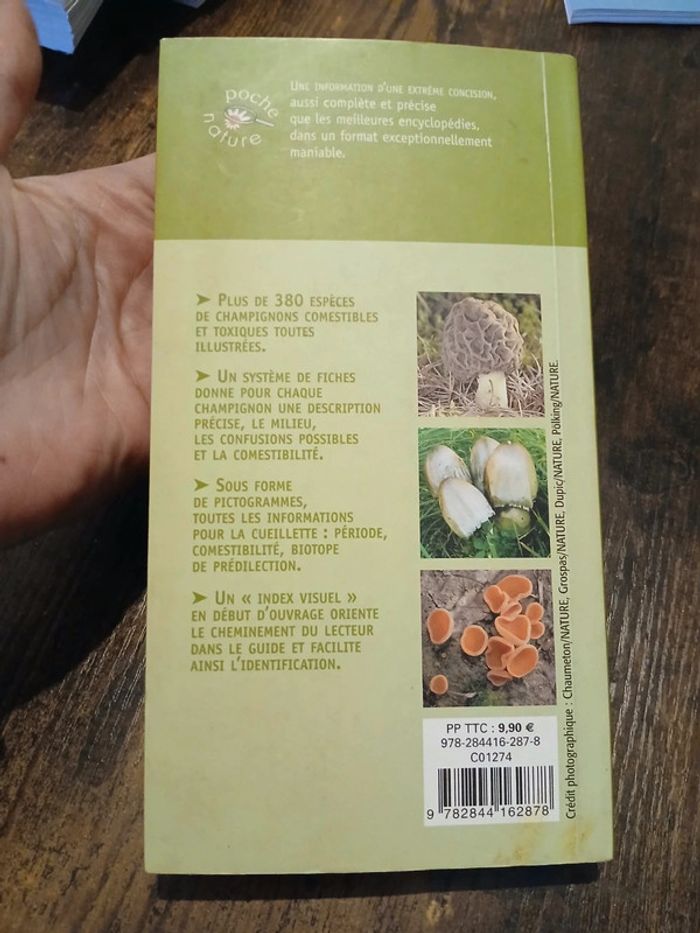 poche
nature
Une information d'une extrême concision,
aussi complète et précise
que les meilleures encyclopédies,
dans un format exceptionnellement
maniable.
➤ Plus de 380 espèces
de champignons comestibles
et toxiques toutes
illustrées.
➤ Un système de fiches
donne pour chaque
champignon une description
précise, le milieu,
les confusions possibles
et la comestibilité.
➤ Sous forme
de pictogrammes,
toutes les informations
pour la cueillette : période,
comestibilité, biotope
de prédilection.
➤ Un « index visuel »
en début d'ouvrage oriente
le cheminement du lecteur
dans le guide et facilite
ainsi l'identification.
Crédit photographique : Chaumeton/NATURE, Grospas/NATURE, Dupic/NATURE, Pölking/NATURE.
PP TTC : 9,90 €
978-284416-287-8
C01274
9 782844 162878